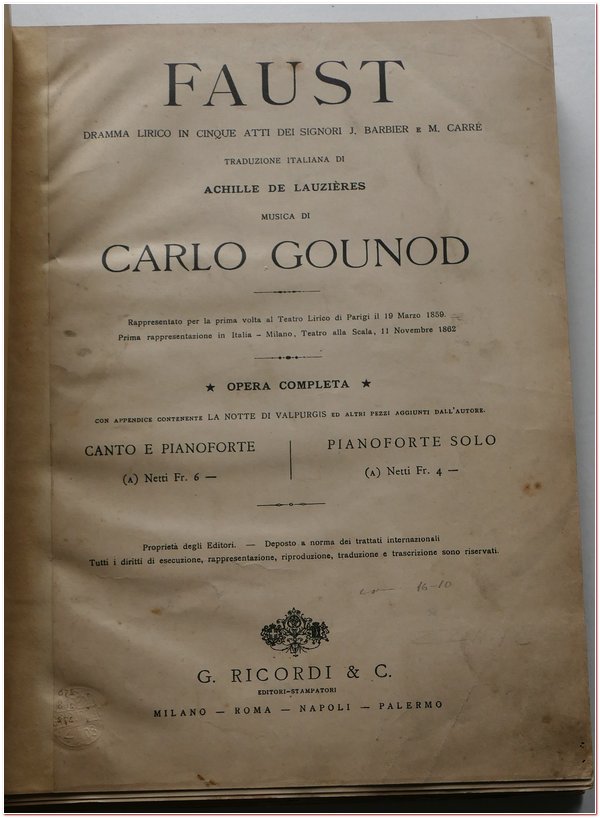 FAUST
DRAMMA LIRICO IN CINQUE ATTI DEI SIGNORI J. BARBIER E M. CARRÉ
TRADUZIONE ITALIANA DI
ACHILLE DE LAUZIÈRES
MUSICA DI
CARLO GOUNOD
Rappresentato per la prima volta al Teatro Lirico di Parigi il 19 Marzo 1859.
Prima rappresentazione in Italia - Milano, Teatro alla Scala, 11 Novembre 1862
★ OPERA COMPLETA ★
CON APPENDICE CONTENENTE LA NOTTE DI VALPURGIS ED ALTRI PEZZI AGGIUNTI DALL'AUTORE.
CANTO E PIANOFORTE
(A) Netti Fr. 6 —
PIANOFORTE SOLO
(A) Netti Fr. 4 —
Proprietà degli Editori. — Deposto a norma dei trattati internazionali
Tutti i diritti di esecuzione, rappresentazione, riproduzione, traduzione e trascrizione sono riservati.
16-10
G. RICORDI & C.
EDITORI-STAMPATORI
MILANO — ROMA — NAPOLI — PALERMO